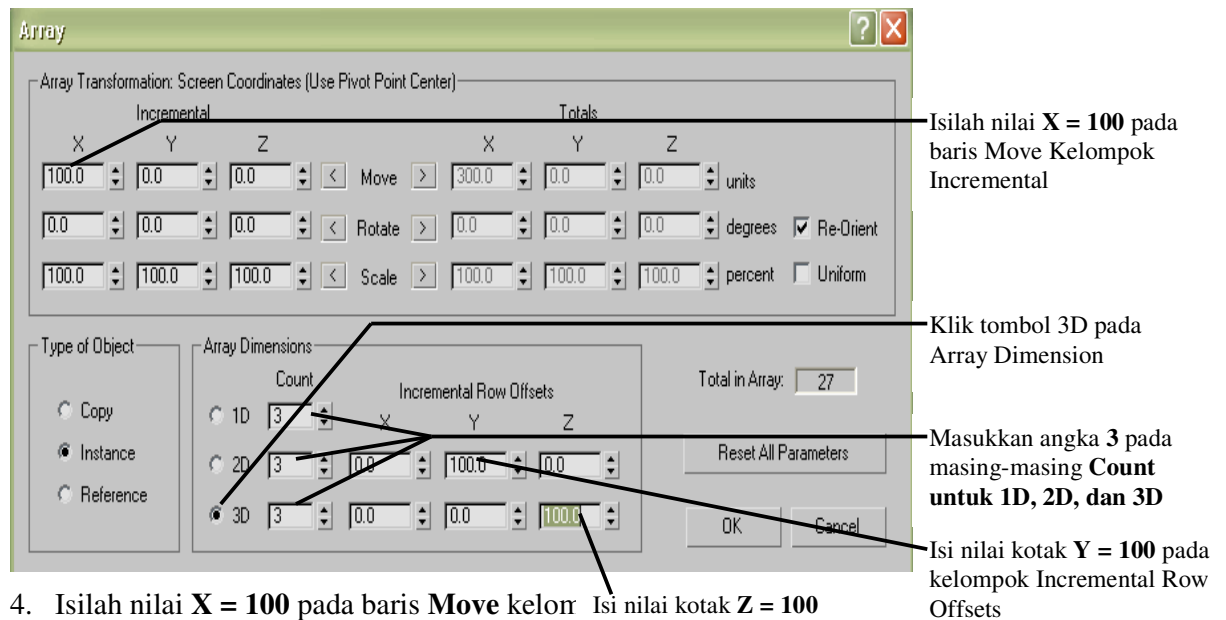 Array
Array Transformation: Screen Coordinates (Use Pivot Point Center)
Incremental Totals
X Y Z X Y Z
100.0 0.0 0.0 < Move > 300.0 0.0 0.0 units
0.0 0.0 0.0 < Rotate > 0.0 0.0 0.0 degrees Re-Orient
100.0 100.0 100.0 < Scale > 100.0 100.0 100.0 percent Uniform
Type of Object
Copy
Instance
Reference
Array Dimensions
Count
Incremental Row Offsets
1D 3 X Y Z
2D 3 0.0 100.0 0.0
3D 3 0.0 0.0 100.0
Total in Array: 27
Reset All Parameters
OK Cancel
Isilah nilai X = 100 pada
baris Move Kelompok
Incremental
Klik tombol 3D pada
Array Dimension
Masukkan angka 3 pada
masing-masing Count
untuk 1D, 2D, dan 3D
Isi nilai kotak Y = 100 pada
kelompok Incremental Row
Offsets
4. Isilah nilai X = 100 pada baris Move kelom
Isi nilai kotak Z = 100